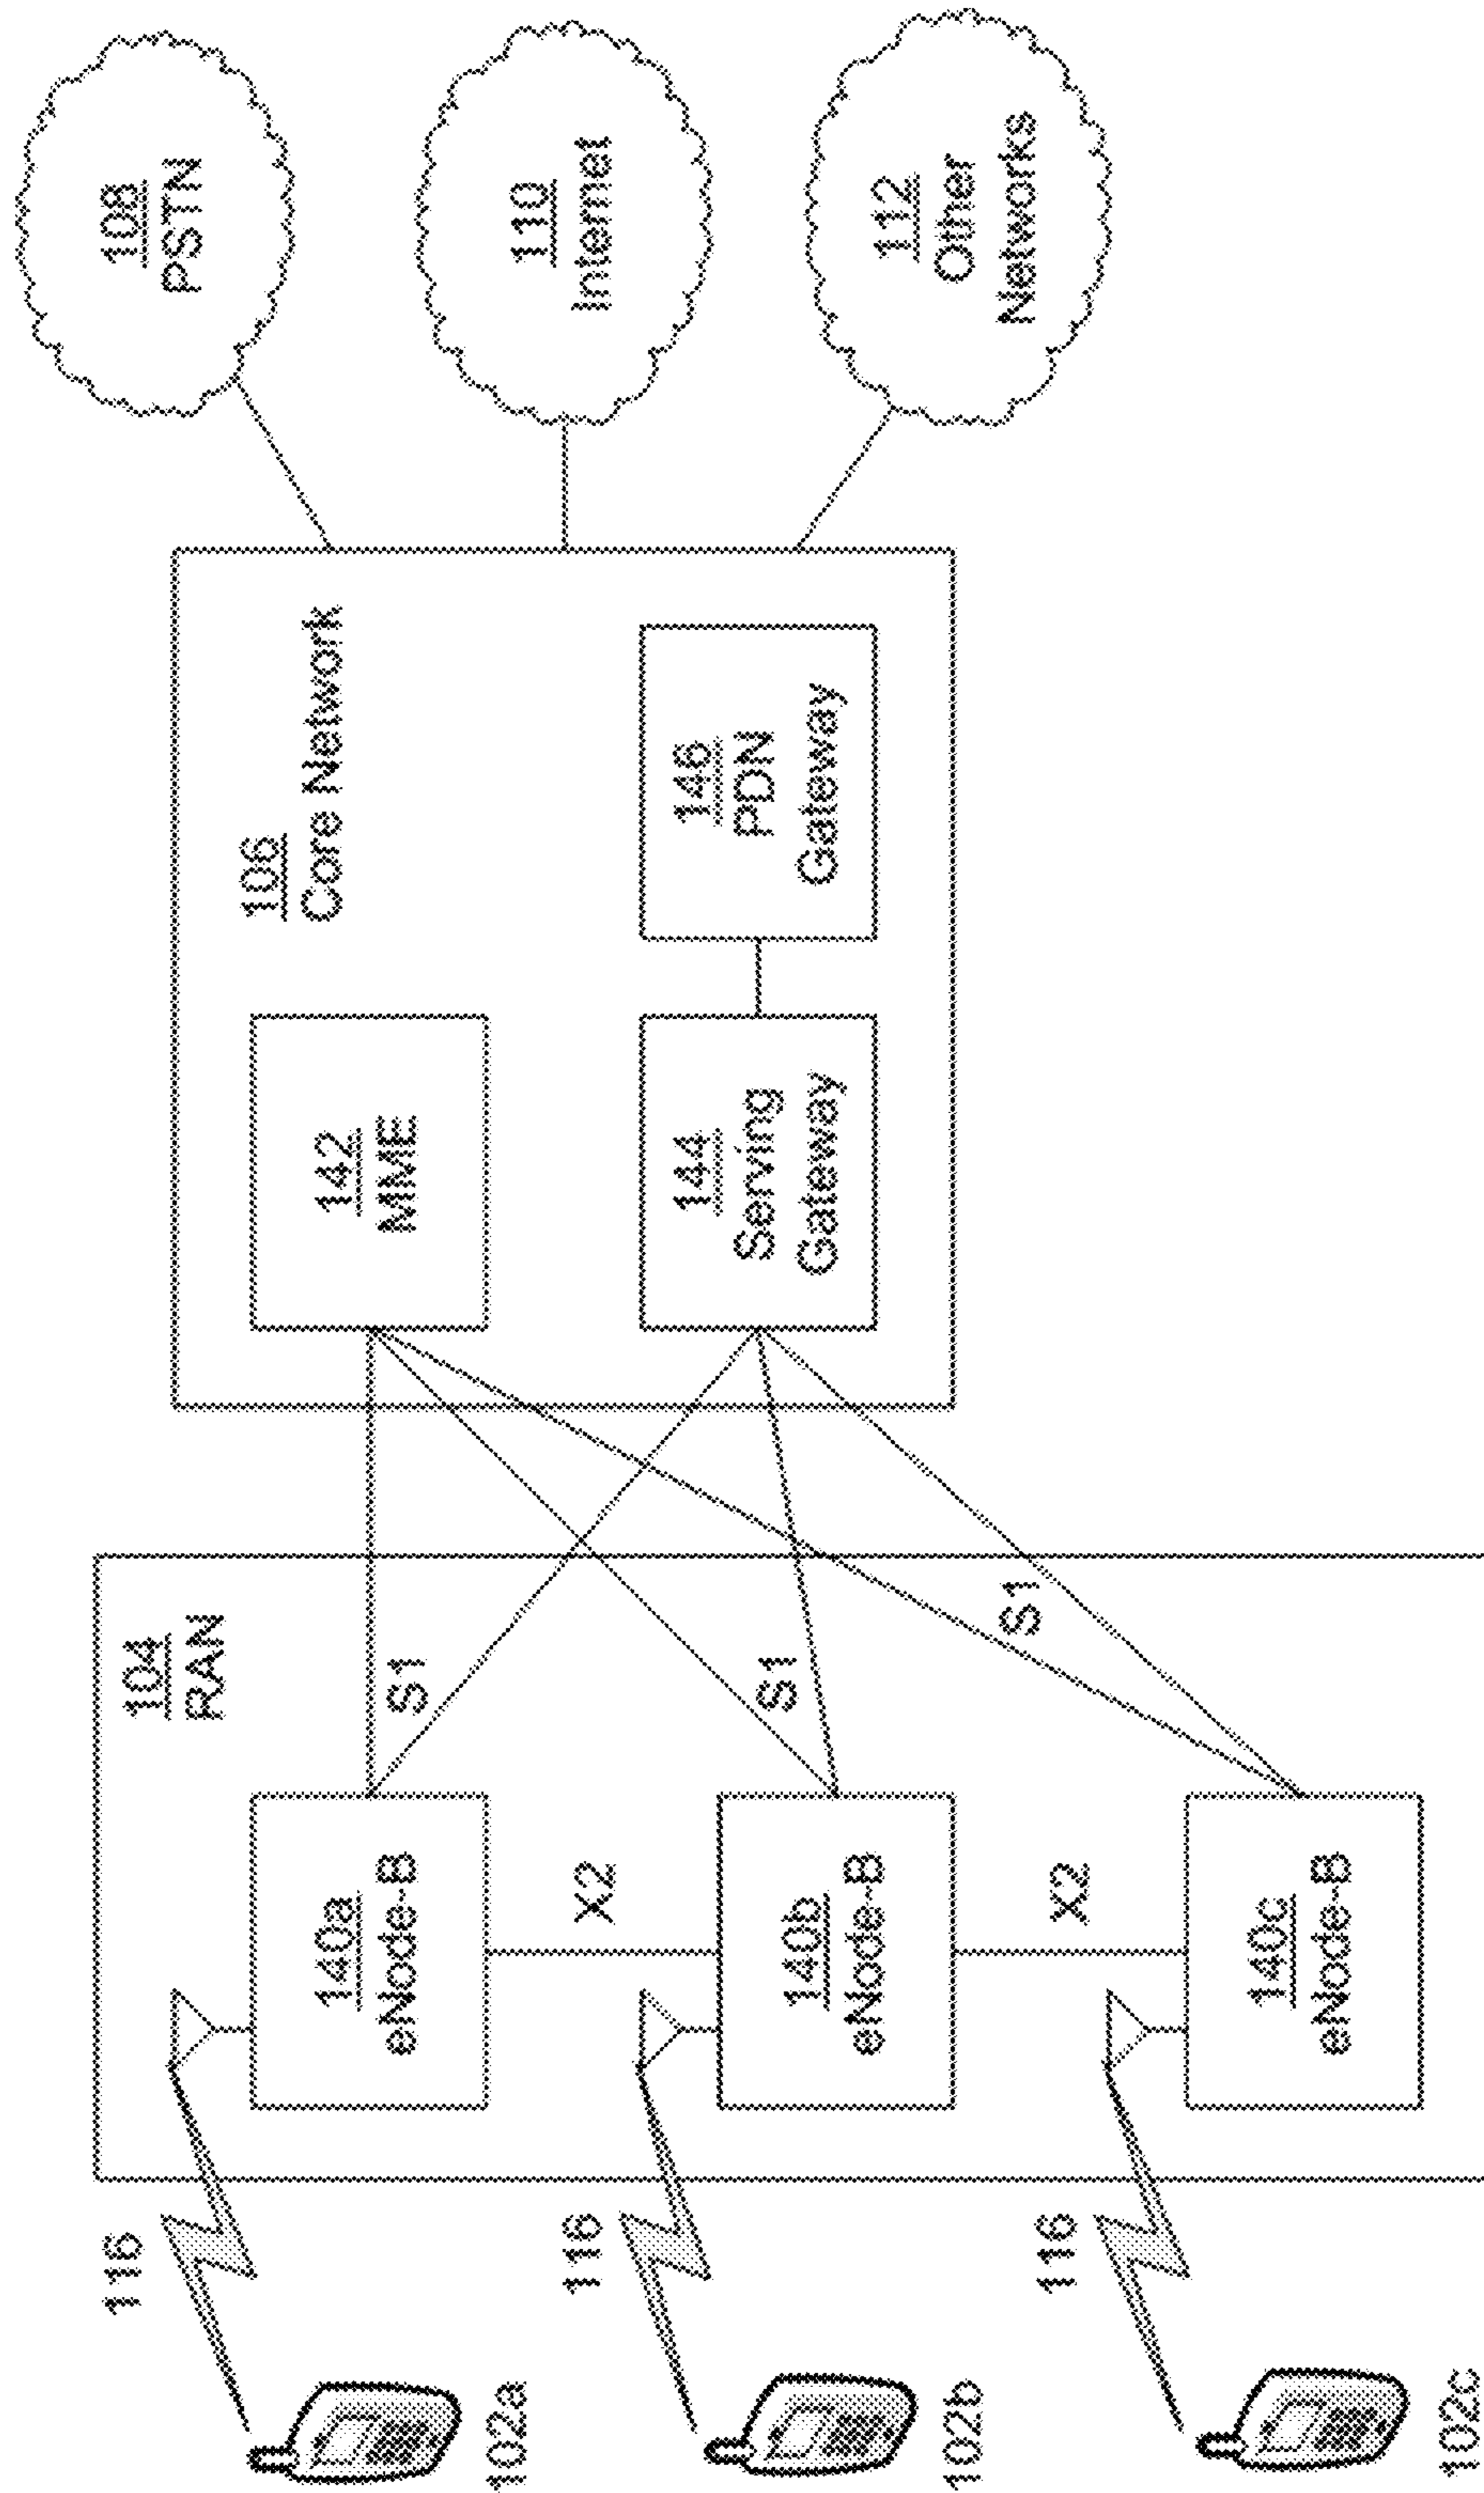 116
102a
116
102b
116
102c
104
RAN
140a
eNode-B
X2
140b
eNode-B
X2
140c
eNode-B
S1
S1
S1
106
Core Network
142
MME
144
Serving
Gateway
146
PDN
Gateway
108
PSTN
110
Internet
112
Other
Networks